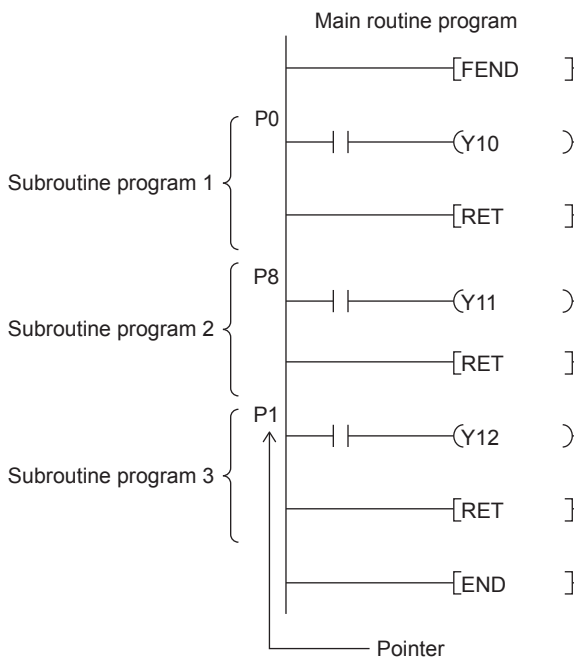 Main routine program
[FEND ]
P0
(Y10 )
Subroutine program 1
[RET ]
P8
(Y11 )
Subroutine program 2
[RET ]
P1
(Y12 )
Subroutine program 3
[RET ]
[END ]
Pointer